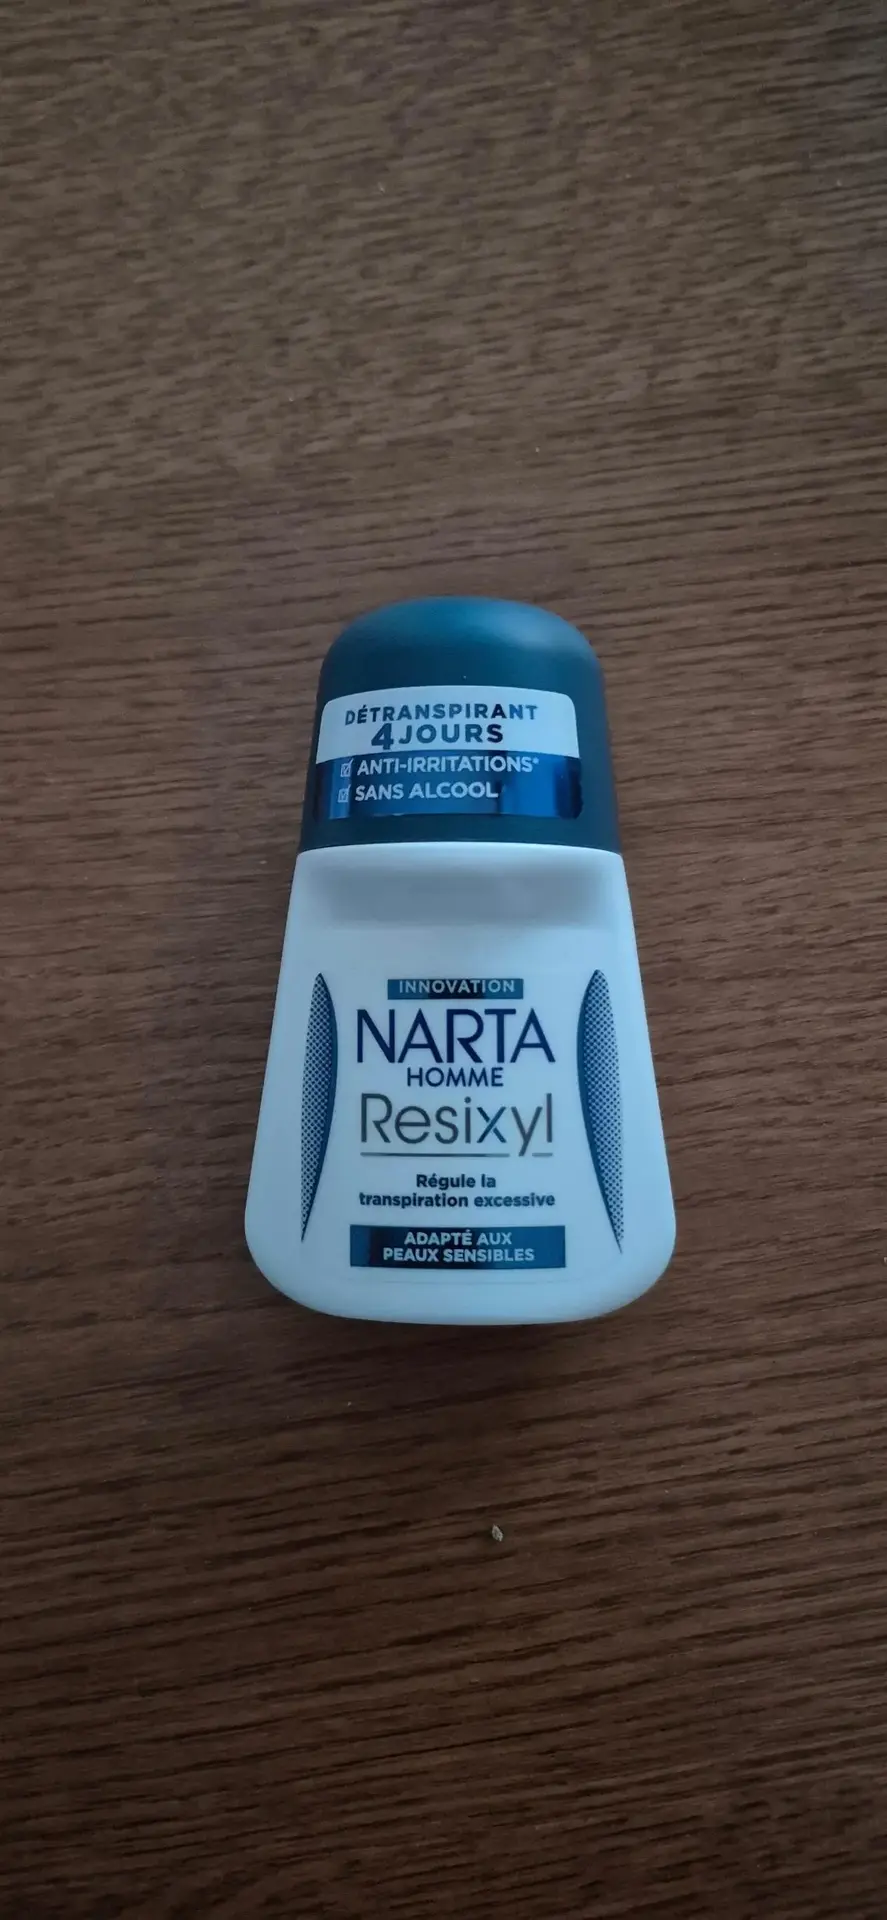 DÉTRANSPIRANT
4 JOURS
ANTI-IRRITATIONS*
SANS ALCOOL
INNOVATION
NARTA
HOMME
Resixyl
Régule la
transpiration excessive
ADAPTÉ AUX
PEAUX SENSIBLES